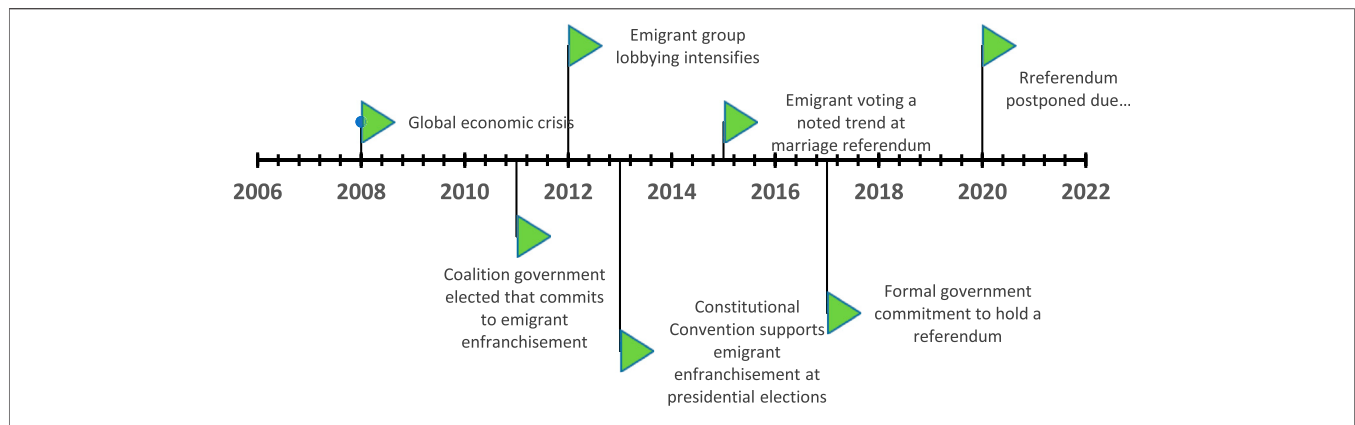 Emigrant group
lobbying intensifies
Rreferendum
postponed due…
Global economic crisis
Emigrant voting a
noted trend at
marriage referendum
2006 2008 2010 2012 2014 2016 2018 2020 2022
Coalition government
elected that commits
to emigrant
enfranchisement
Constitutional
Convention supports
emigrant
enfranchisement at
presidential elections
Formal government
commitment to hold a
referendum